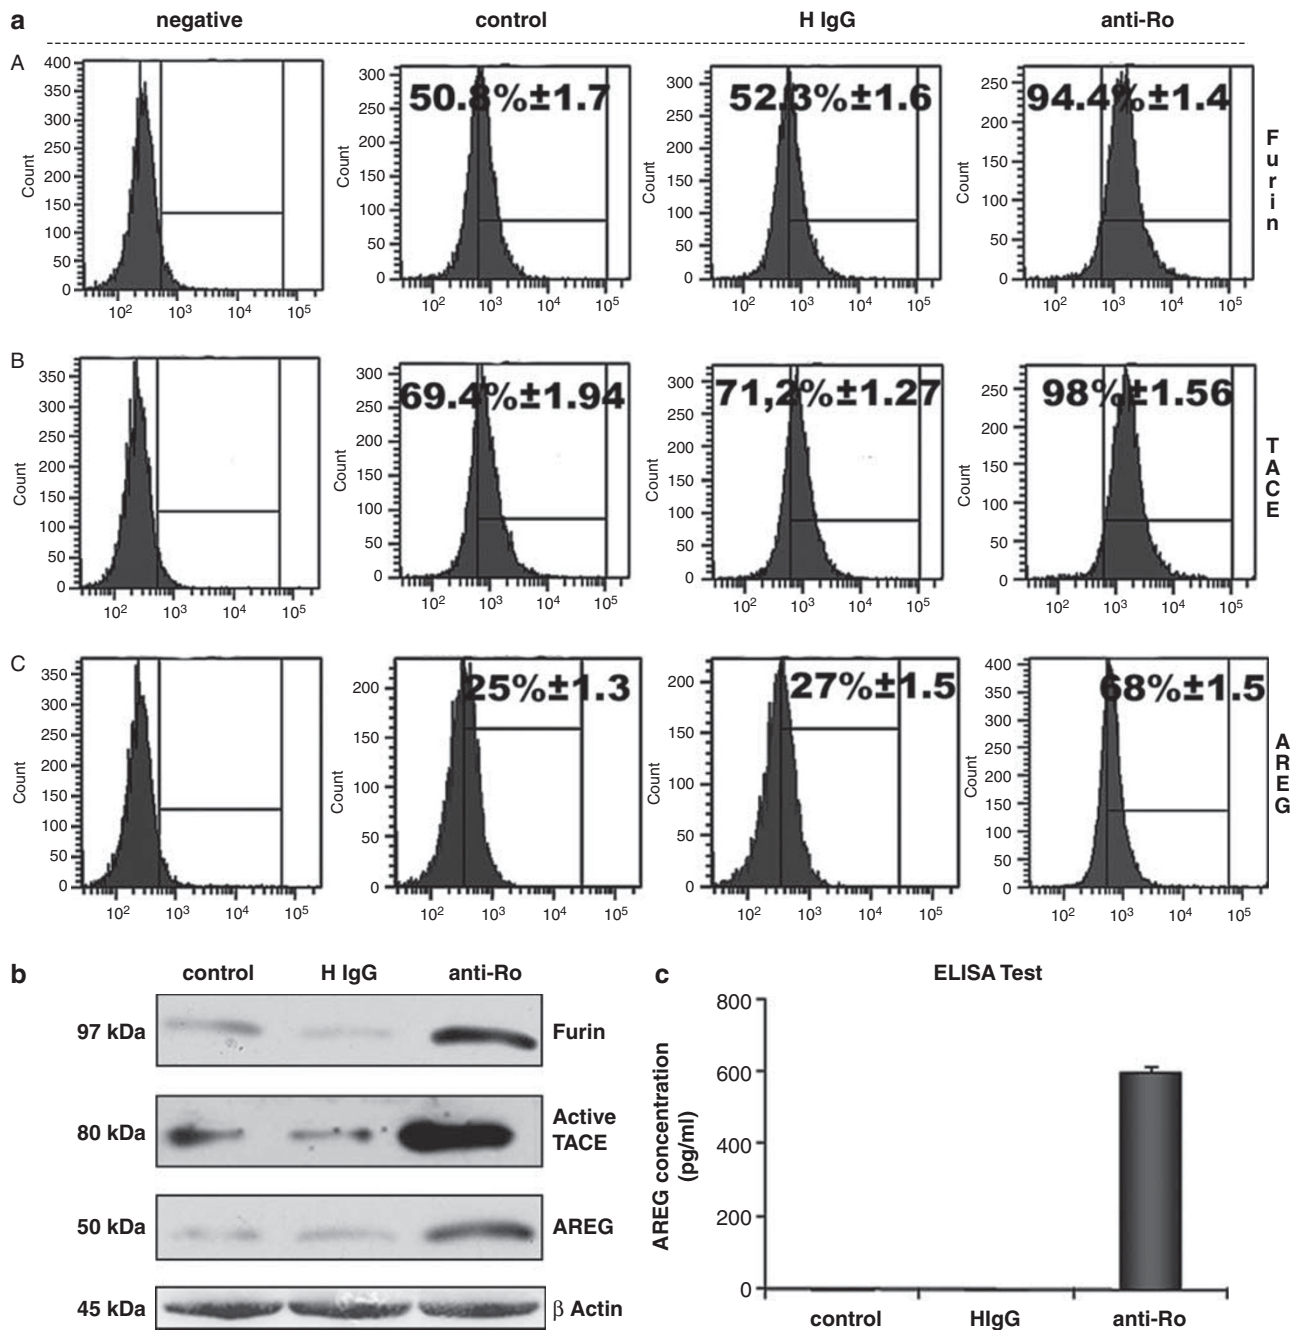 a negative control H IgG anti-Ro
A
400
350
300
250
200
150
100
50
0
Count
10² 10³ 10⁴ 10⁵
50.8%±1.7
300
250
200
150
100
50
0
Count
10² 10³ 10⁴ 10⁵
52.3%±1.6
300
250
200
150
100
50
0
Count
10² 10³ 10⁴ 10⁵
94.4%±1.4
250
200
150
100
50
0
Count
10² 10³ 10⁴ 10⁵
Furin
B
350
300
250
200
150
100
50
0
Count
10² 10³ 10⁴ 10⁵
69.4%±1.94
300
250
200
150
100
50
0
Count
10² 10³ 10⁴ 10⁵
71,2%±1.27
300
250
200
150
100
50
0
Count
10² 10³ 10⁴ 10⁵
98%±1.56
250
200
150
100
50
0
Count
10² 10³ 10⁴ 10⁵
TACE
C
350
300
250
200
150
100
50
0
Count
10² 10³ 10⁴ 10⁵
25%±1.3
200
150
100
50
0
Count
10² 10³ 10⁴ 10⁵
27%±1.5
200
150
100
50
0
Count
10² 10³ 10⁴ 10⁵
68%±1.5
400
350
300
250
200
150
100
50
0
Count
10² 10³ 10⁴ 10⁵
AREG
b control H IgG anti-Ro
97 kDa Furin
80 kDa Active
TACE
50 kDa AREG
45 kDa β Actin
c ELISA Test
AREG concentration
(pg/ml)
800
600
400
200
0
control HIgG anti-Ro